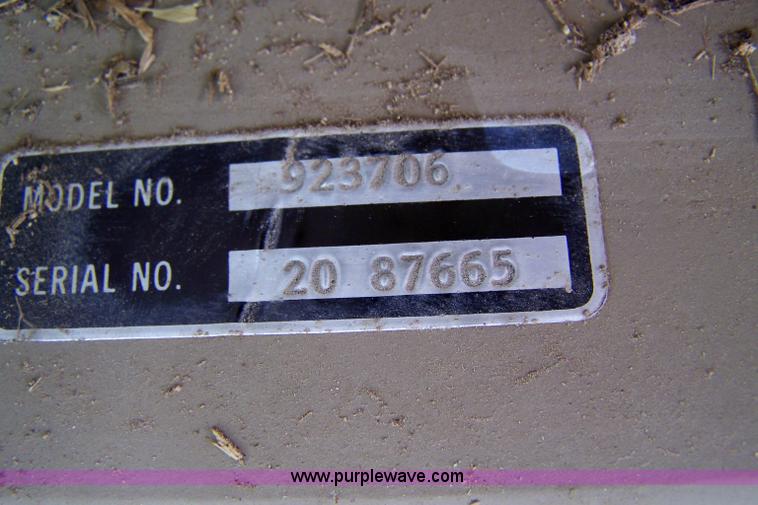 MODEL NO. 923706
SERIAL NO. 20 87665
www.purplewave.com